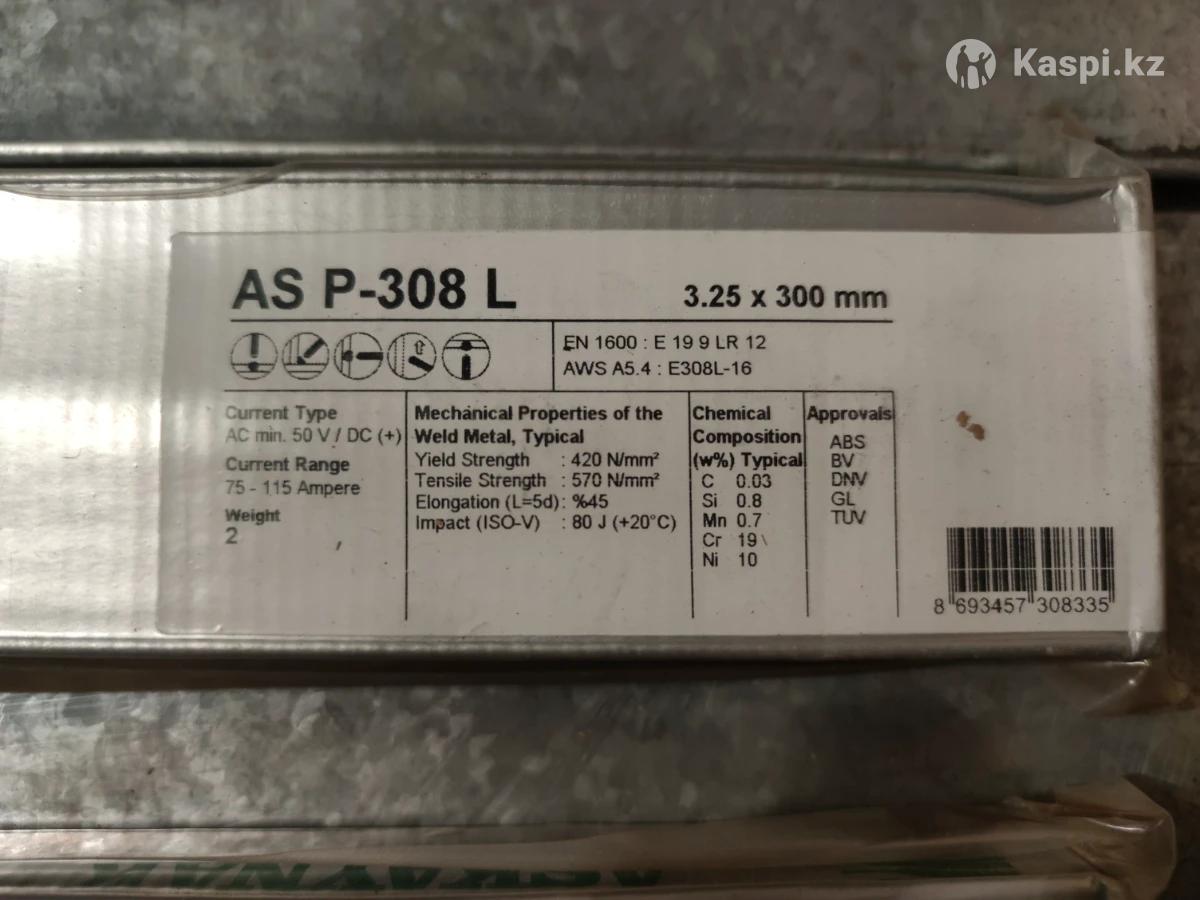 Kaspi.kz
AS P-308 L
3.25 x 300 mm
EN 1600 : E 19 9 LR 12
AWS A5.4 : E308L-16
Current Type
AC min. 50 V / DC (+)
Current Range
75 - 115 Ampere
Weight
2
Mechanical Properties of the
Weld Metal, Typical
Yield Strength : 420 N/mm²
Tensile Strength : 570 N/mm²
Elongation (L=5d) : %45
Impact (ISO-V) : 80 J (+20°C)
Chemical
Composition
(w%) Typical
C 0.03
Si 0.8
Mn 0.7
Cr 19
Ni 10
Approvals
ABS
BV
DNV
GL
TUV
8 693457 308335
ASKAYNAK